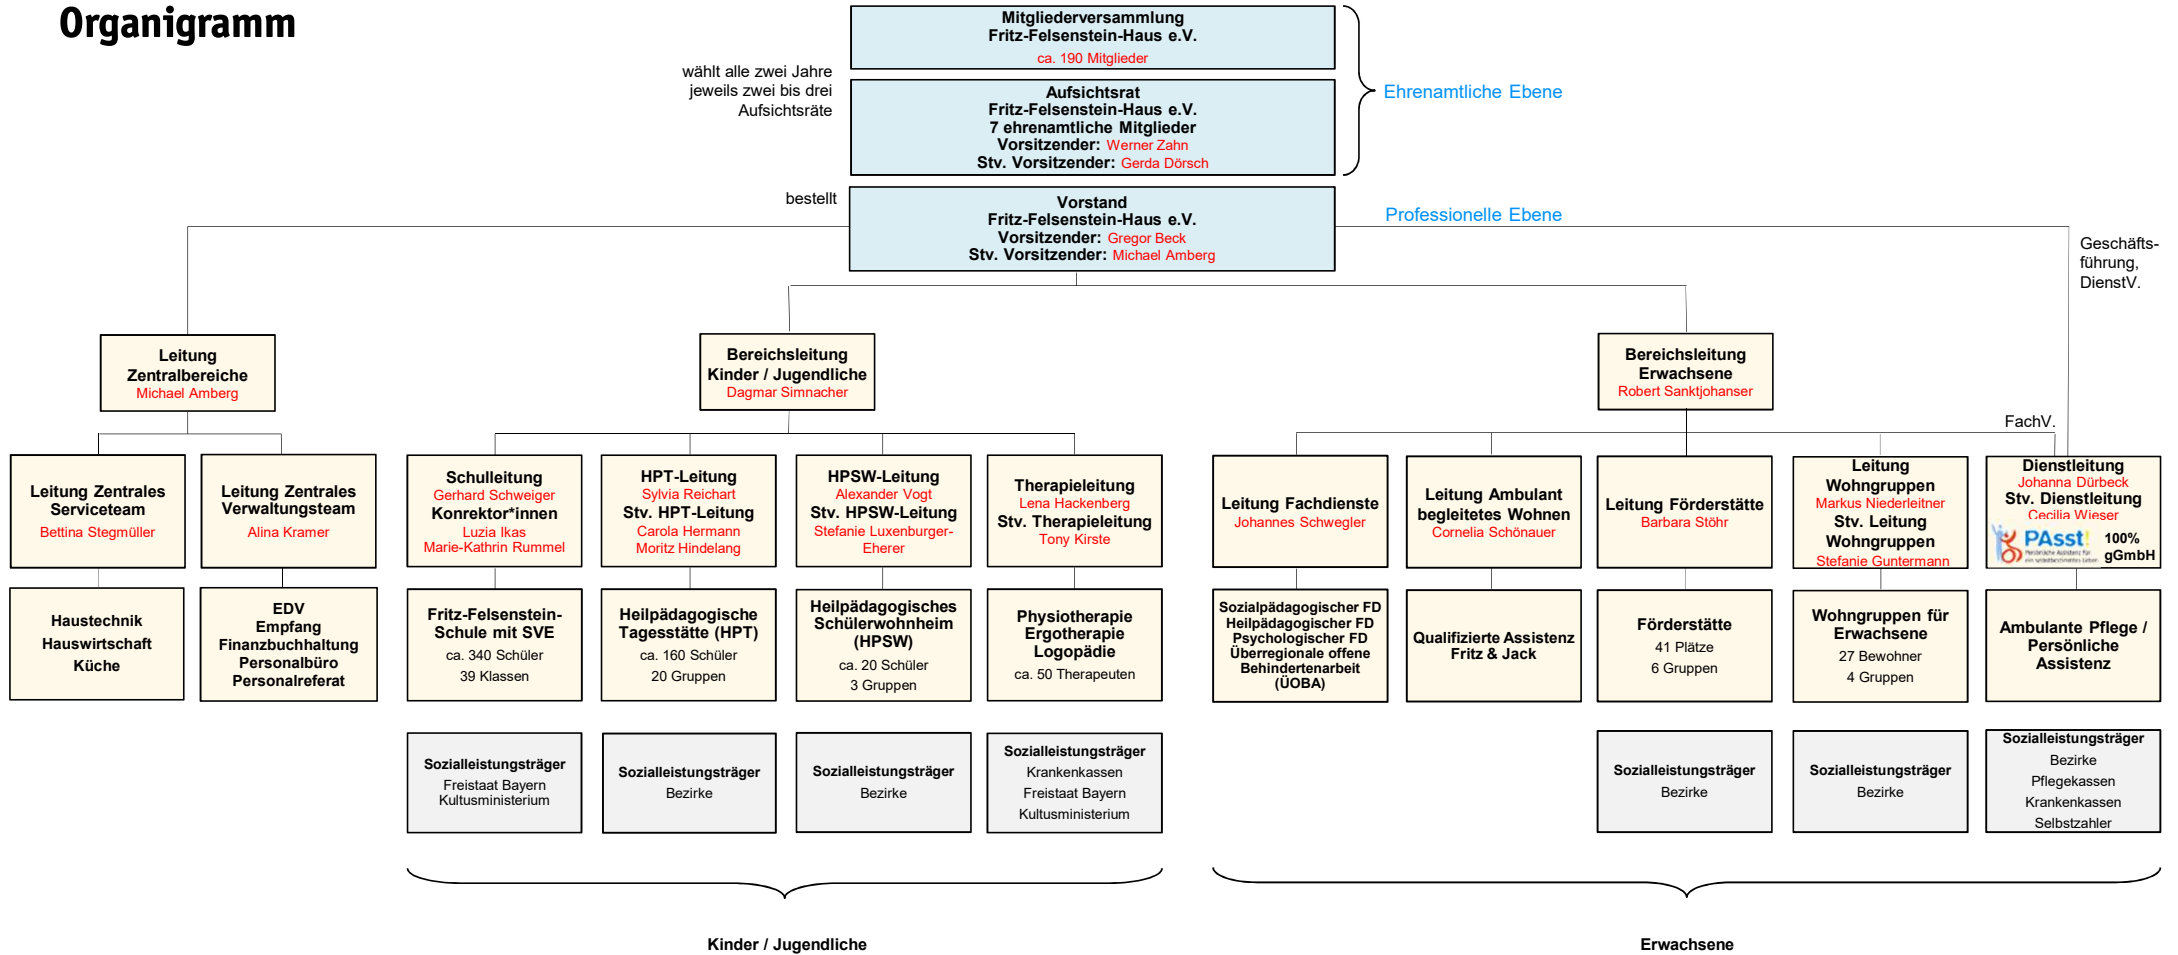 Organigramm
Mitgliederversammlung
Fritz-Felsenstein-Haus e.V.
ca. 190 Mitglieder
wählt alle zwei Jahre
jeweils zwei bis drei
Aufsichtsräte
Aufsichtsrat
Fritz-Felsenstein-Haus e.V.
7 ehrenamtliche Mitglieder
Vorsitzender: Werner Zahn
Stv. Vorsitzender: Gerda Dörsch
Ehrenamtliche Ebene
bestellt
Vorstand
Fritz-Felsenstein-Haus e.V.
Vorsitzender: Gregor Beck
Stv. Vorsitzender: Michael Amberg
Professionelle Ebene
Geschäfts-
führung,
DienstV.
Leitung
Zentralbereiche
Michael Amberg
Bereichsleitung
Kinder / Jugendliche
Dagmar Simnacher
Bereichsleitung
Erwachsene
Robert Sanktjohanser
FachV.
Leitung Zentrales
Serviceteam
Bettina Stegmüller
Leitung Zentrales
Verwaltungsteam
Alina Kramer
Schulleitung
Gerhard Schweiger
Konrektor*innen
Luzia Ikas
Marie-Kathrin Rummel
HPT-Leitung
Sylvia Reichart
Stv. HPT-Leitung
Carola Hermann
Moritz Hindelang
HPSW-Leitung
Alexander Vogt
Stv. HPSW-Leitung
Stefanie Luxenburger-
Eherer
Therapieleitung
Lena Hackenberg
Stv. Therapieleitung
Tony Kirste
Leitung Fachdienste
Johannes Schwegler
Leitung Ambulant
begleitetes Wohnen
Cornelia Schönauer
Leitung Förderstätte
Barbara Stöhr
Leitung
Wohngruppen
Markus Niederleitner
Stv. Leitung
Wohngruppen
Stefanie Guntermann
Dienstleitung
Johanna Dürbeck
Stv. Dienstleitung
Cecilia Wieser
PAsst!
Persönliche Assistenz für
ein selbstbestimmtes Leben
100%
gGmbH
Haustechnik
Hauswirtschaft
Küche
EDV
Empfang
Finanzbuchhaltung
Personalbüro
Personalreferat
Fritz-Felsenstein-
Schule mit SVE
ca. 340 Schüler
39 Klassen
Heilpädagogische
Tagesstätte (HPT)
ca. 160 Schüler
20 Gruppen
Heilpädagogisches
Schülerwohnheim
(HPSW)
ca. 20 Schüler
3 Gruppen
Physiotherapie
Ergotherapie
Logopädie
ca. 50 Therapeuten
Sozialpädagogischer FD
Heilpädagogischer FD
Psychologischer FD
Überregionale offene
Behindertenarbeit
(ÜOBA)
Qualifizierte Assistenz
Fritz & Jack
Förderstätte
41 Plätze
6 Gruppen
Wohngruppen für
Erwachsene
27 Bewohner
4 Gruppen
Ambulante Pflege /
Persönliche
Assistenz
Sozialleistungsträger
Freistaat Bayern
Kultusministerium
Sozialleistungsträger
Bezirke
Sozialleistungsträger
Bezirke
Sozialleistungsträger
Krankenkassen
Freistaat Bayern
Kultusministerium
Sozialleistungsträger
Bezirke
Sozialleistungsträger
Bezirke
Sozialleistungsträger
Bezirke
Pflegekassen
Krankenkassen
Selbstzahler
Kinder / Jugendliche
Erwachsene